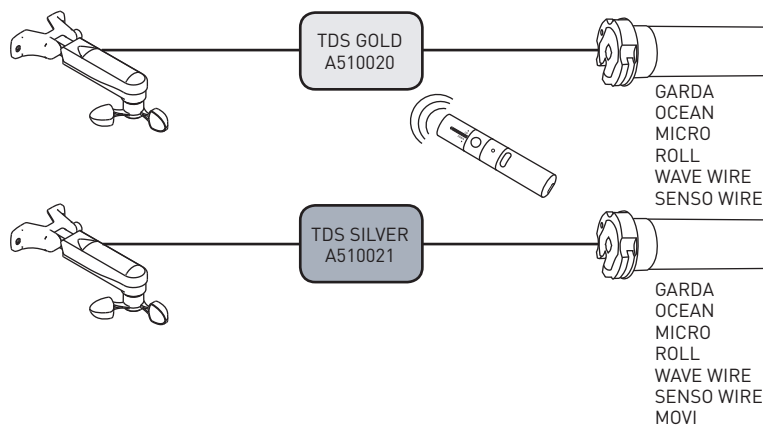 TDS GOLD
A510020
GARDA
OCEAN
MICRO
ROLL
WAVE WIRE
SENSO WIRE
TDS SILVER
A510021
GARDA
OCEAN
MICRO
ROLL
WAVE WIRE
SENSO WIRE
MOVI